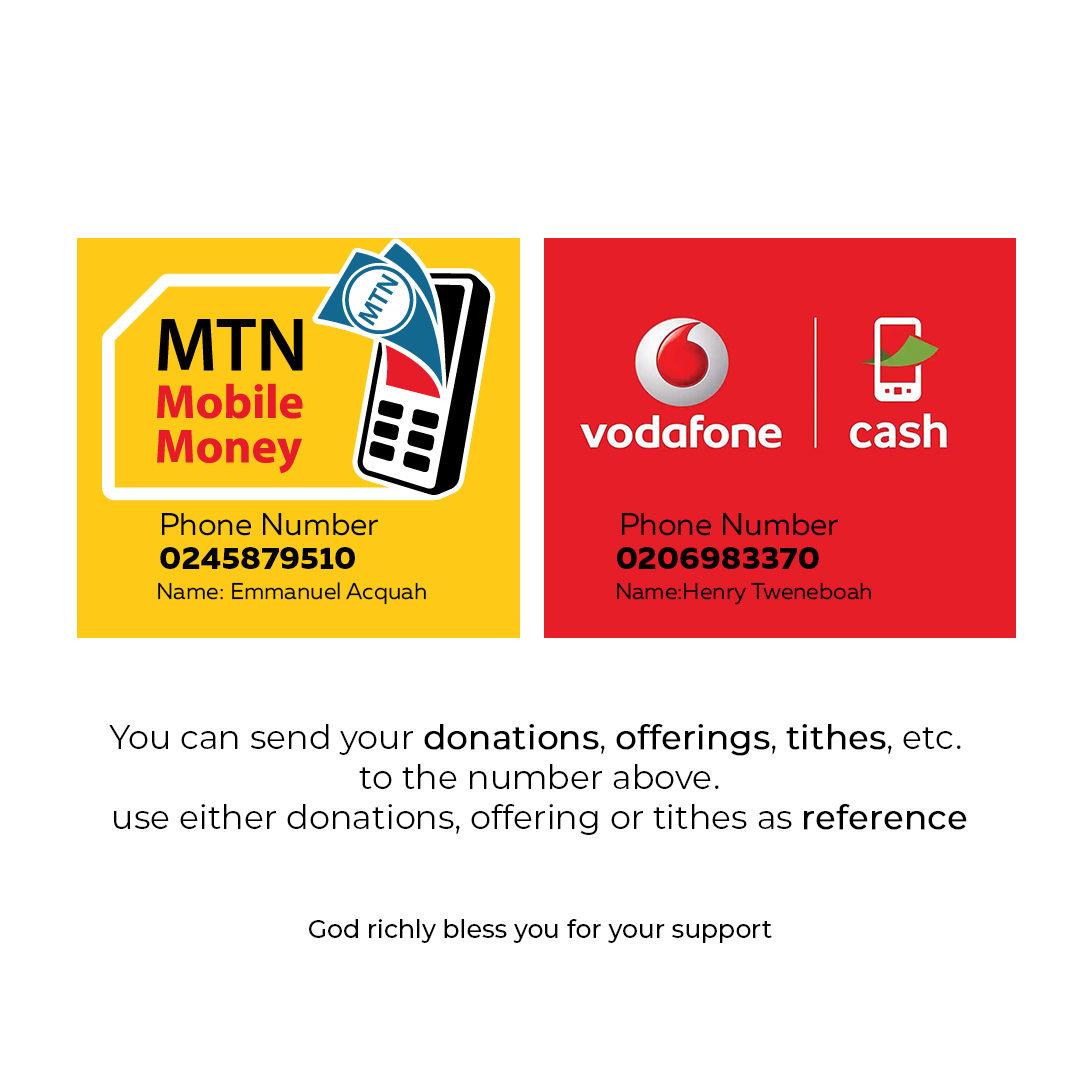 MTN
MTN
Mobile
Money
Phone Number
0245879510
Name: Emmanuel Acquah
vodafone
cash
Phone Number
0206983370
Name:Henry Tweneboah
You can send your donations, offerings, tithes, etc.
to the number above.
use either donations, offering or tithes as reference
God richly bless you for your support